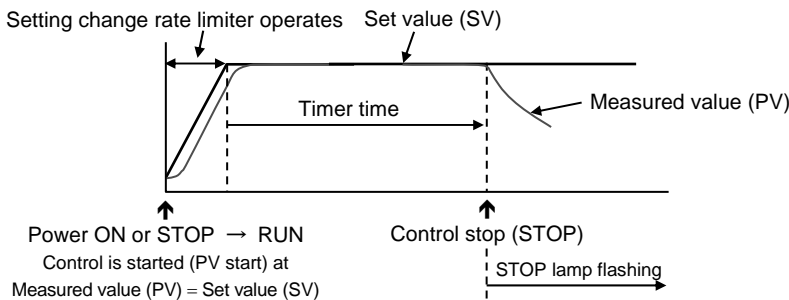 Setting change rate limiter operates
Set value (SV)
Timer time
Measured value (PV)
Power ON or STOP → RUN
Control is started (PV start) at
Measured value (PV) = Set value (SV)
Control stop (STOP)
STOP lamp flashing